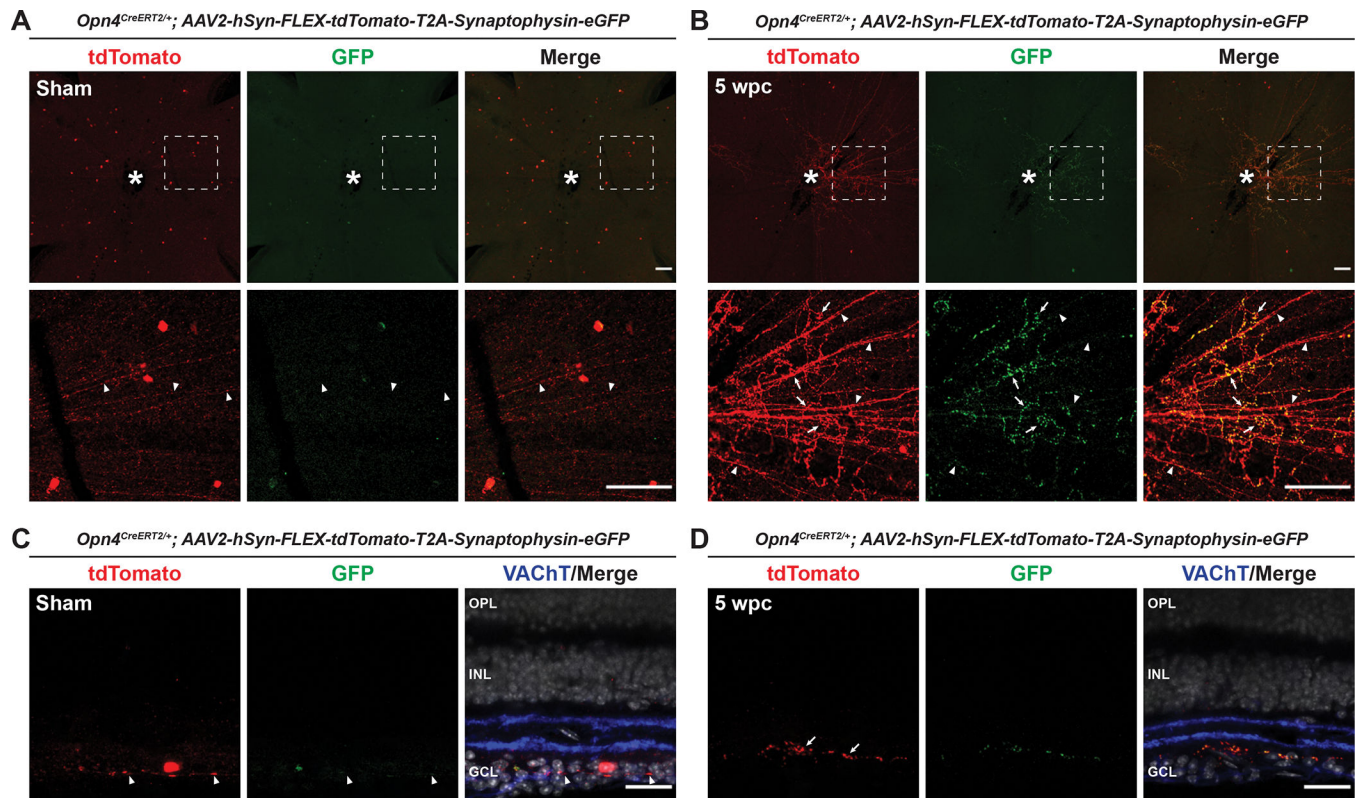 A
Opn4CreERT2/+; AAV2-hSyn-FLEX-tdTomato-T2A-Synaptophysin-eGFP
tdTomato GFP Merge
Sham
*
*
*
B
Opn4CreERT2/+; AAV2-hSyn-FLEX-tdTomato-T2A-Synaptophysin-eGFP
tdTomato GFP Merge
5 wpc
*
*
*
C
Opn4CreERT2/+; AAV2-hSyn-FLEX-tdTomato-T2A-Synaptophysin-eGFP
tdTomato GFP VAChT/Merge
Sham
OPL
INL
GCL
D
Opn4CreERT2/+; AAV2-hSyn-FLEX-tdTomato-T2A-Synaptophysin-eGFP
tdTomato GFP VAChT/Merge
5 wpc
OPL
INL
GCL